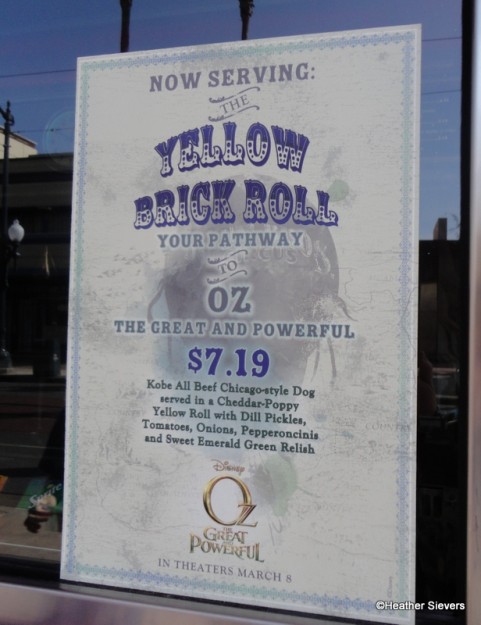 NOW SERVING:
THE
YELLOW
BRICK ROLL
YOUR PATHWAY
TO
OZ
THE GREAT AND POWERFUL
$7.19
Kobe All Beef Chicago-style Dog
served in a Cheddar-Poppy
Yellow Roll with Dill Pickles,
Tomatoes, Onions, Pepperoncinis
and Sweet Emerald Green Relish
Disney
OZ
THE
GREAT
AND
POWERFUL
IN THEATERS MARCH 8
©Heather Sievers